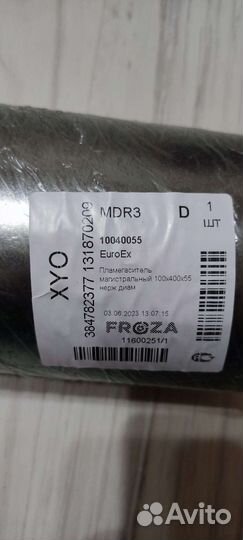 XYO
384782377 131870209
MDR3 D 1 ШТ
10040055
EuroEx
Пламегаситель
магистральный 100x400x55
нерж диам
03.06.2023 13:07:15
FROZA
11600251/1
Avito